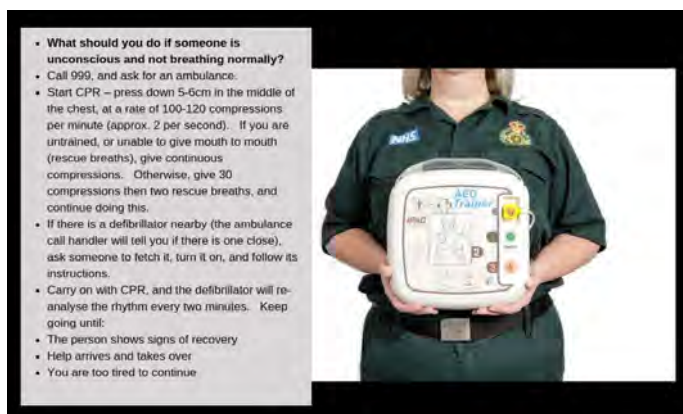 • What should you do if someone is
unconscious and not breathing normally?
• Call 999, and ask for an ambulance.
• Start CPR – press down 5-6cm in the middle of
the chest, at a rate of 100-120 compressions
per minute (approx. 2 per second). If you are
untrained, or unable to give mouth to mouth
(rescue breaths), give continuous
compressions. Otherwise, give 30
compressions then two rescue breaths, and
continue doing this.
• If there is a defibrillator nearby (the ambulance
call handler will tell you if there is one close),
ask someone to fetch it, turn it on, and follow its
instructions.
• Carry on with CPR, and the defibrillator will re-
analyse the rhythm every two minutes. Keep
going until:
• The person shows signs of recovery
• Help arrives and takes over
• You are too tired to continue
NHS
AED
Trainer
iPAD
1
2
3